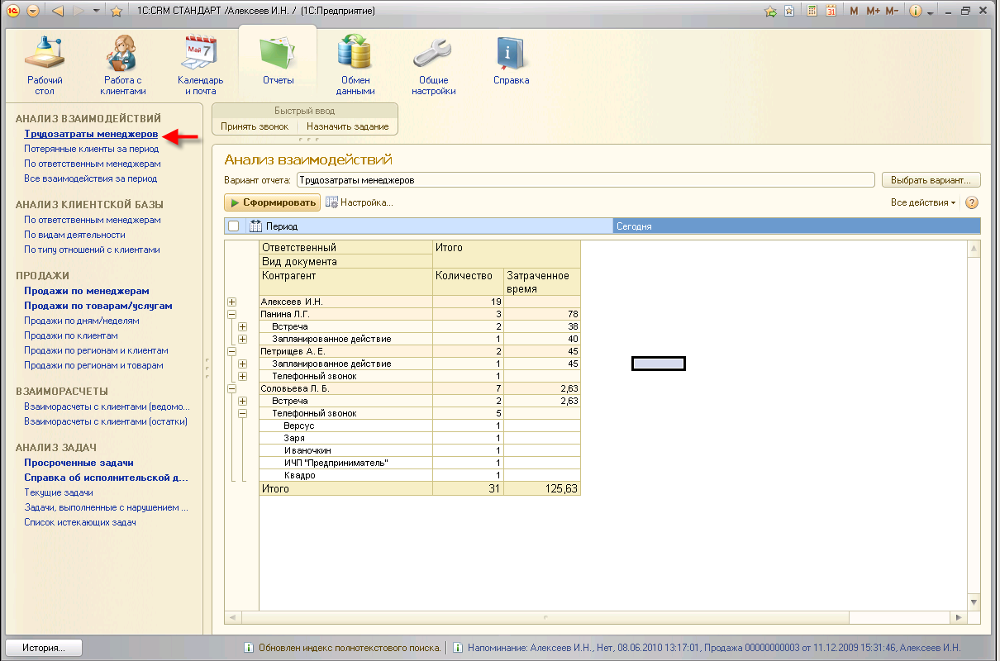 1С:CRM СТАНДАРТ /Алексеев И.Н. / (1С:Предприятие)
31 M M+ M-
Рабочий стол
Работа с клиентами
Май 7
Календарь и почта
Отчеты
Обмен данными
Общие настройки
Справка
АНАЛИЗ ВЗАИМОДЕЙСТВИЙ
Трудозатраты менеджеров
Потерянные клиенты за период
По ответственным менеджерам
Все взаимодействия за период
АНАЛИЗ КЛИЕНТСКОЙ БАЗЫ
По ответственным менеджерам
По видам деятельности
По типу отношений с клиентами
ПРОДАЖИ
Продажи по менеджерам
Продажи по товарам/услугам
Продажи по дням/неделям
Продажи по клиентам
Продажи по регионам и клиентам
Продажи по регионам и товарам
ВЗАИМОРАСЧЕТЫ
Взаиморасчеты с клиентами (ведомо...
Взаиморасчеты с клиентами (остатки)
АНАЛИЗ ЗАДАЧ
Просроченные задачи
Справка об исполнительской д...
Текущие задачи
Задачи, выполненные с нарушением ...
Список истекающих задач
Быстрый ввод
Принять звонок Назначить задание
Анализ взаимодействий
Вариант отчета: Трудозатраты менеджеров Выбрать вариант...
Сформировать Настройка... Все действия ?
Период Сегодня
Ответственный Итого
Вид документа
Контрагент Количество Затраченное время
Алексеев И.Н. 19
Панина Л.Г. 3 78
Встреча 2 38
Запланированное действие 1 40
Петрищев А. Е. 2 45
Запланированное действие 1 45
Телефонный звонок 1
Соловьева Л. Б. 7 2,63
Встреча 2 2,63
Телефонный звонок 5
Версус 1
Заря 1
Иваночкин 1
ИЧП "Предприниматель" 1
Квадро 1
Итого 31 125,63
История... Обновлен индекс полнотекстового поиска. Напоминание: Алексеев И.Н., Нет, 08.06.2010 13:17:01, Продажа 00000000003 от 11.12.2009 15:31:46, Алексеев И.Н.